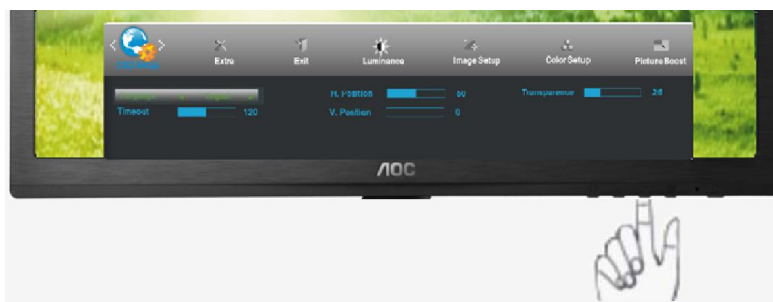 Extra
Exit
Luminance
Image Setup
Color Setup
Picture Boost
H. Position 50
Transparence 25
Timeout 120
V. Position 0
AOC